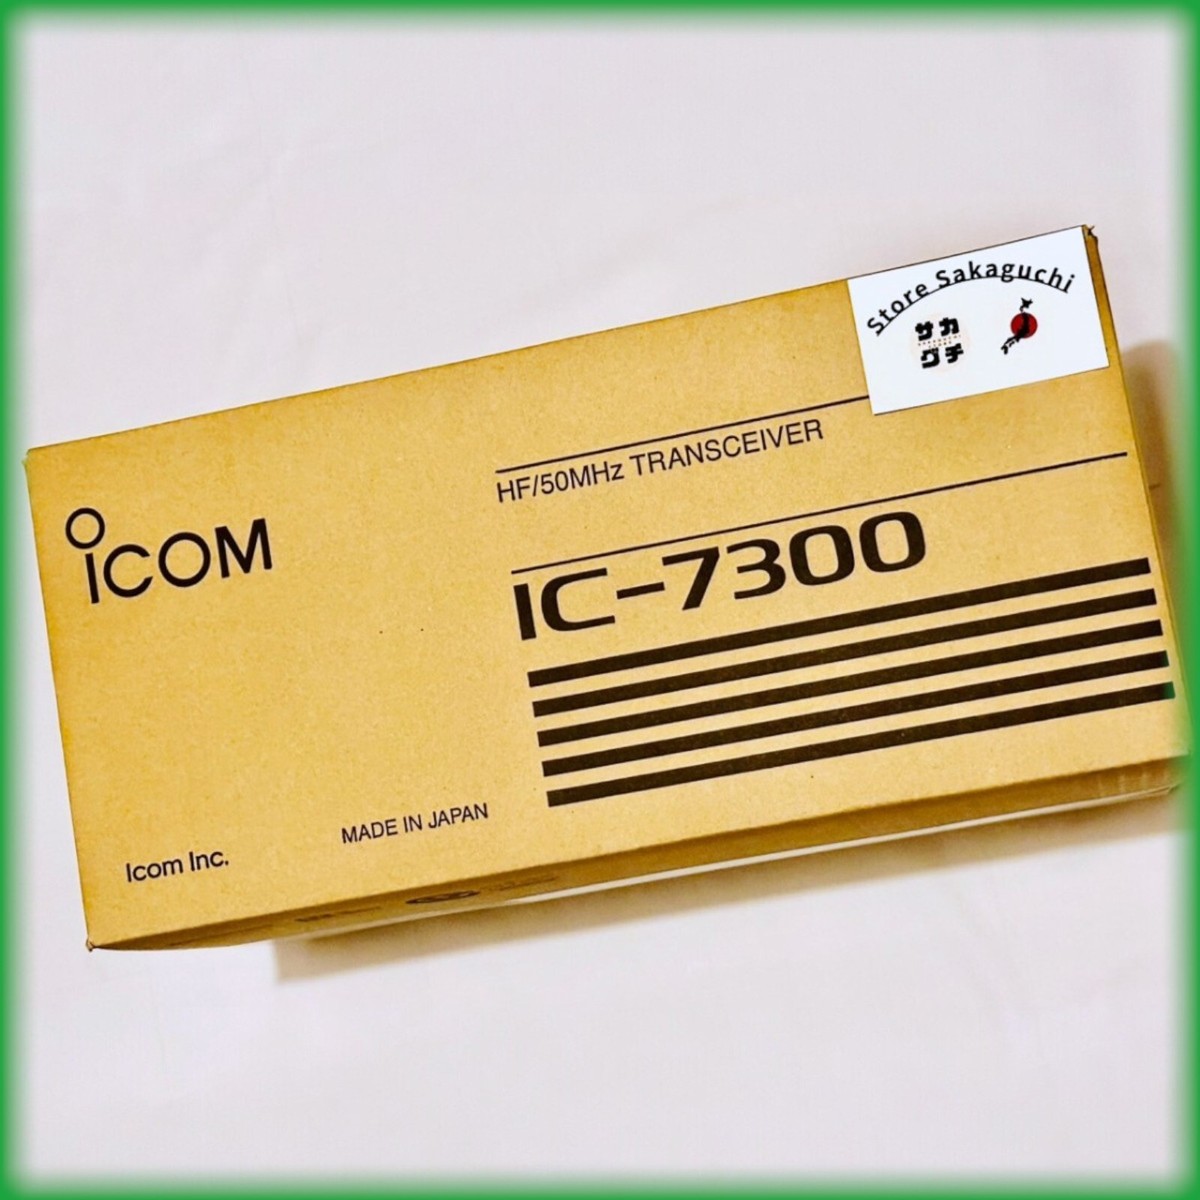 Store Sakaguchi
サカ
グチ
HF/50MHz TRANSCEIVER
ICOM
IC-7300
MADE IN JAPAN
Icom Inc.